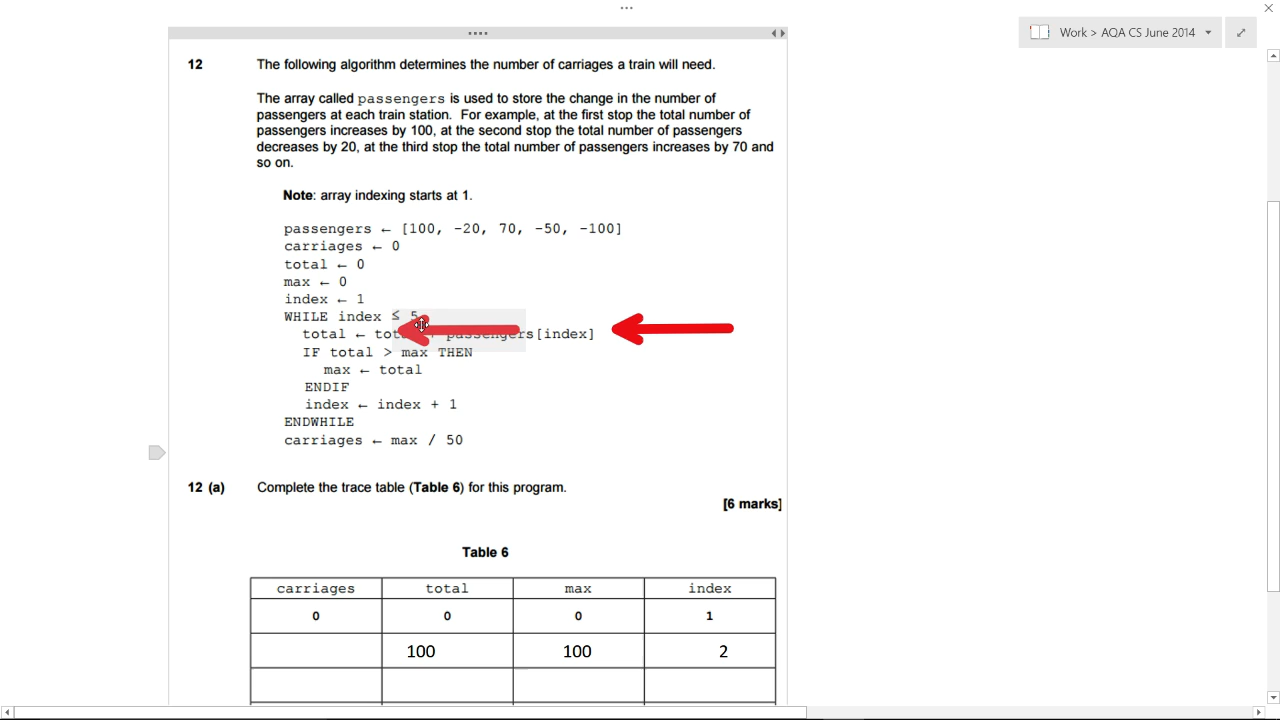 Work > AQA CS June 2014
12 The following algorithm determines the number of carriages a train will need.
The array called passengers is used to store the change in the number of
passengers at each train station. For example, at the first stop the total number of
passengers increases by 100, at the second stop the total number of passengers
decreases by 20, at the third stop the total number of passengers increases by 70 and
so on.
Note: array indexing starts at 1.
passengers ← [100, -20, 70, -50, -100]
carriages ← 0
total ← 0
max ← 0
index ← 1
WHILE index ≤ 5
total ← total + passengers[index]
IF total > max THEN
max ← total
ENDIF
index ← index + 1
ENDWHILE
carriages ← max / 50
12 (a) Complete the trace table (Table 6) for this program.
[6 marks]
Table 6
carriages total max index
0 0 0 1
100 100 2